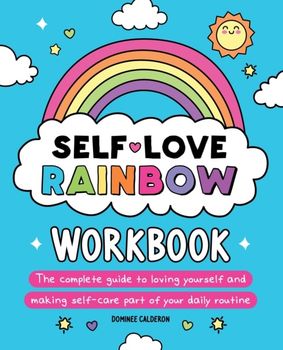 SELF LOVE
RAINBOW
WORKBOOK
The complete guide to loving yourself and
making self-care part of your daily routine
DOMINEE CALDERON